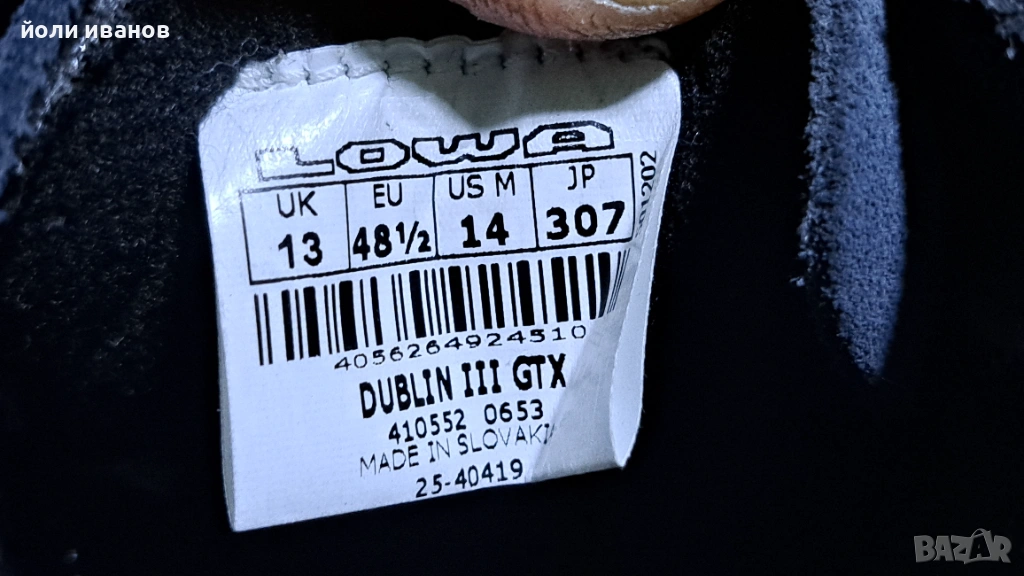 йоли иванов
LOWA
UK EU US M JP
13 48½ 14 307
4056264924510
DUBLIN III GTX
410552 0653
MADE IN
25-40419
BAZAR